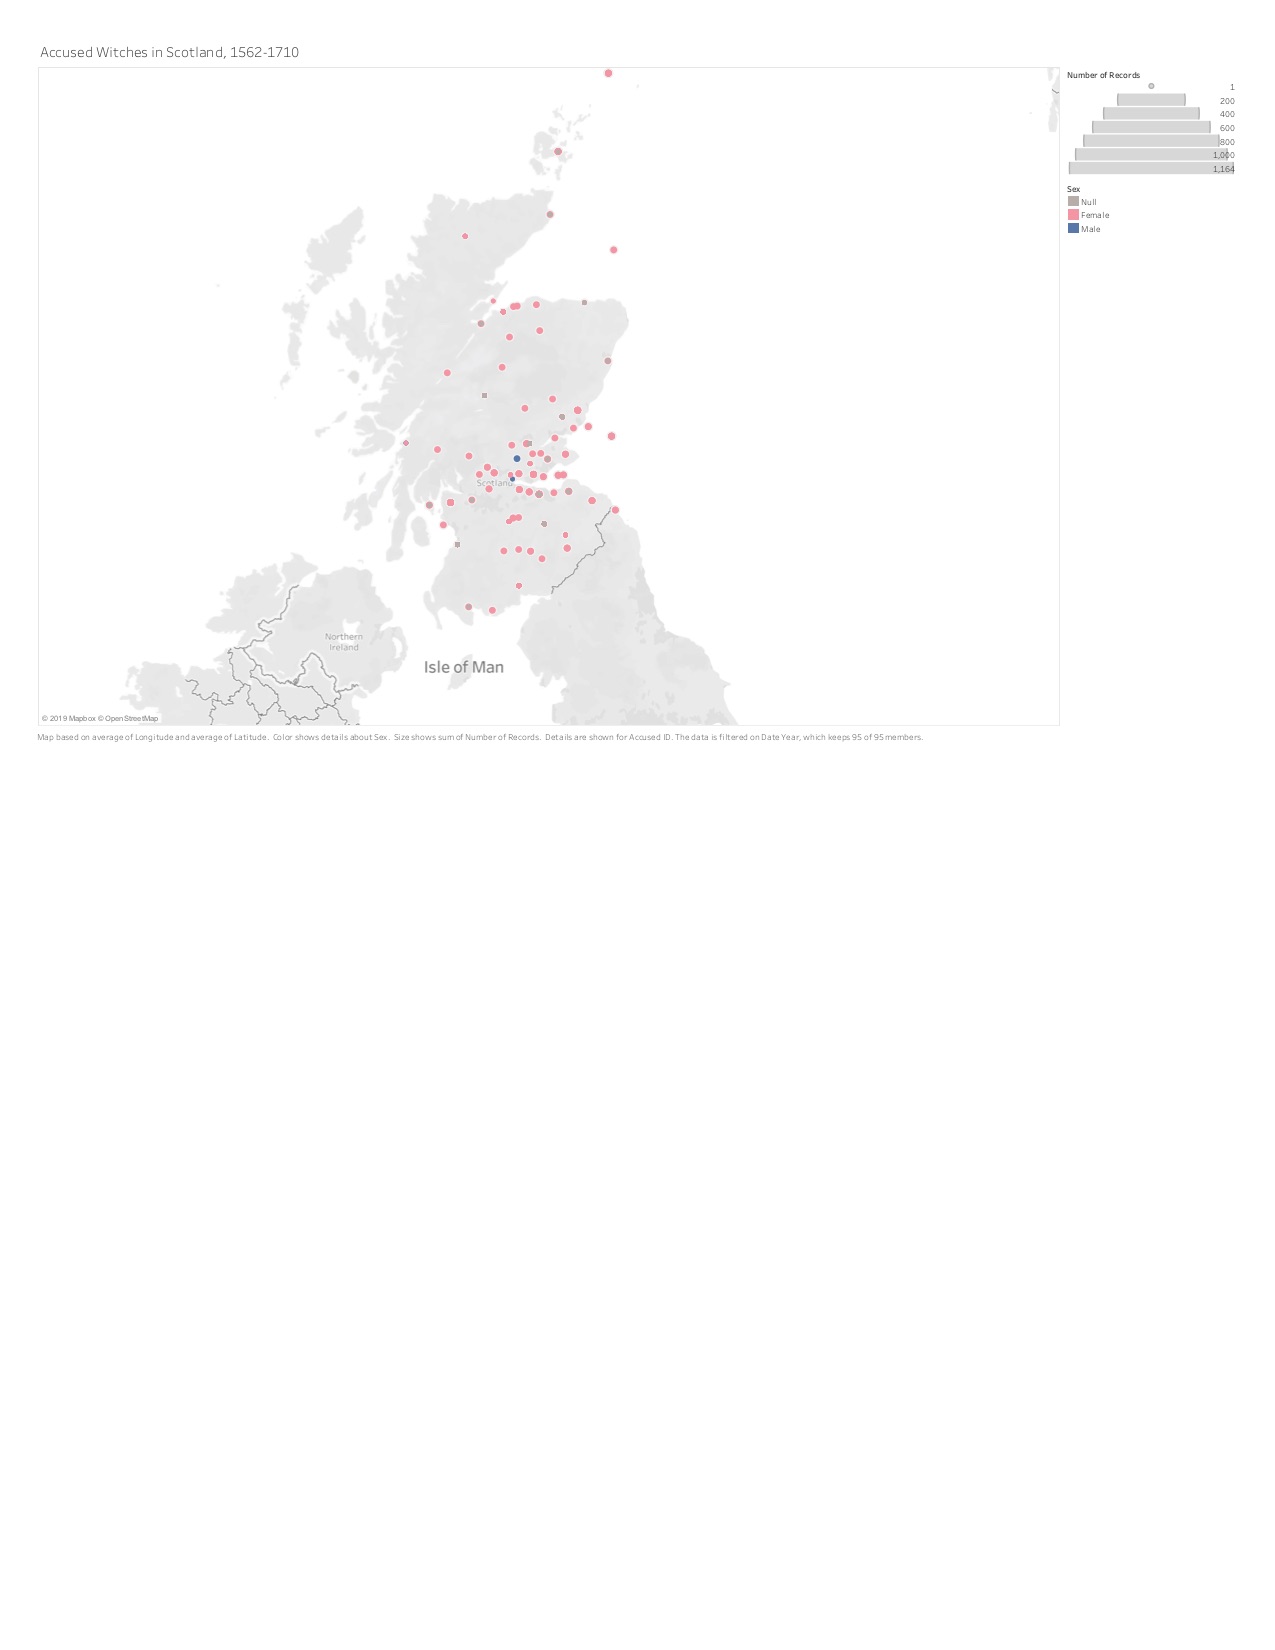 Accused Witches in Scotland, 1562-1710
Number of Records
1
200
400
600
800
1,000
1,164
Sex
Null
Female
Male
Scotland
Northern
Ireland
Isle of Man
© 2019 Mapbox © OpenStreetMap
Map based on average of Longitude and average of Latitude. Color shows details about Sex. Size shows sum of Number of Records. Details are shown for Accused ID. The data is filtered on Date Year, which keeps 95 of 95 members.